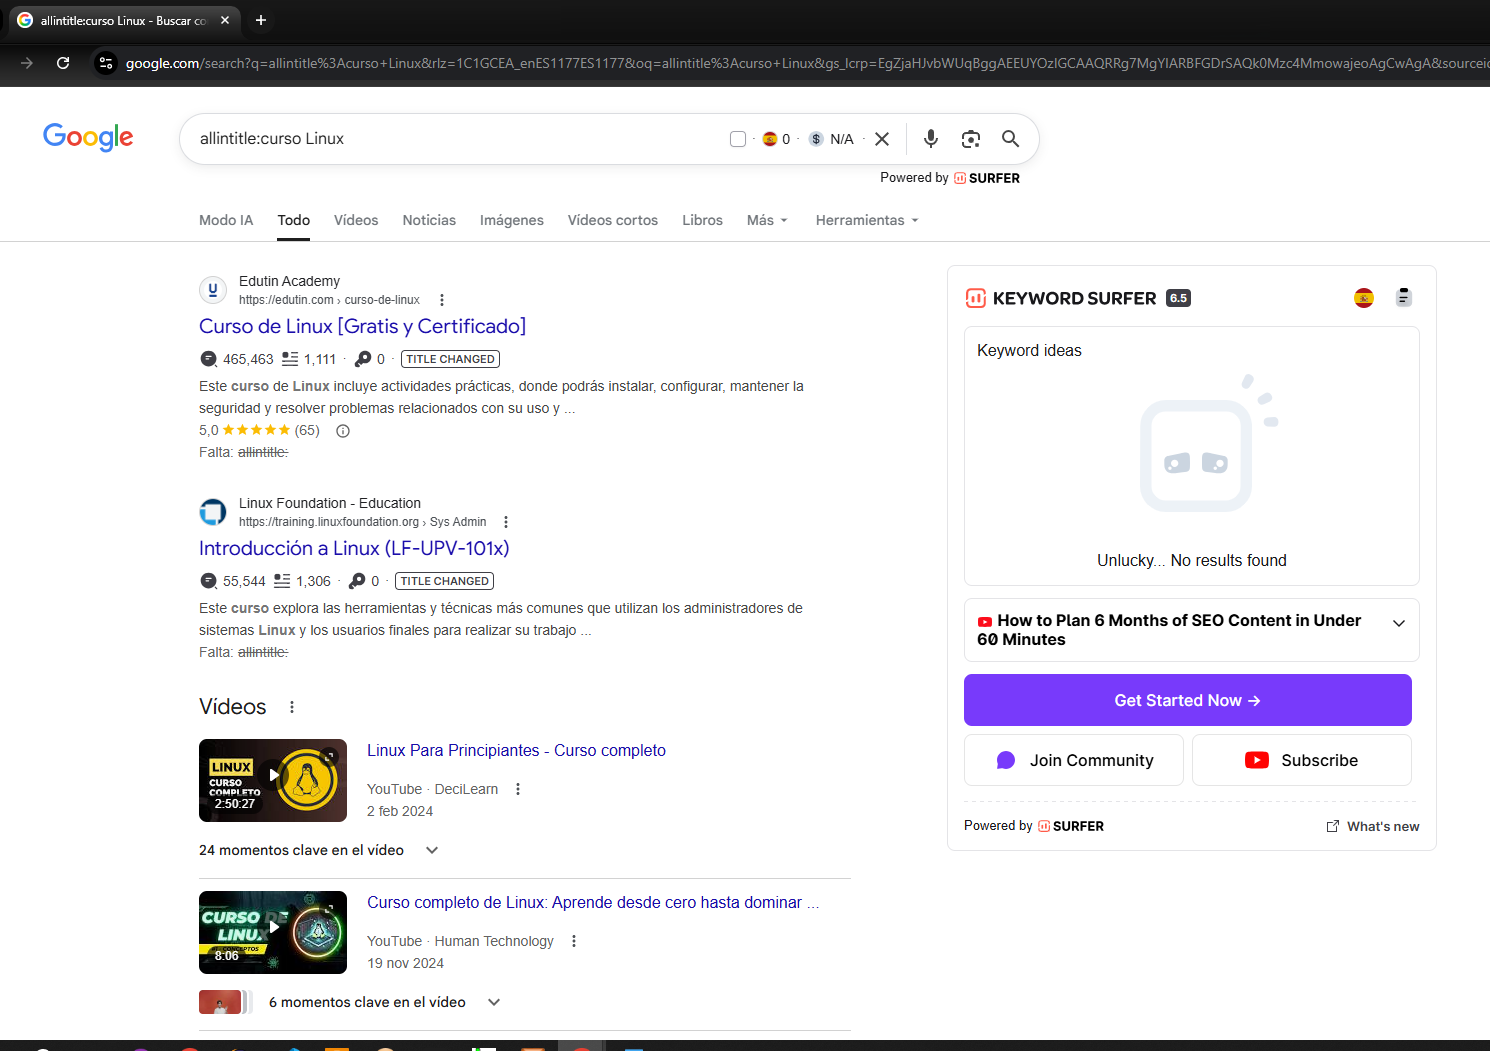 allintitle:curso Linux - Buscar co
google.com/search?q=allintitle%3Acurso+Linux&rlz=1C1GCEA_enES1177ES1177&oq=allintitle%3Acurso+Linux&gs_lcrp=EgZjaHJvbWUqBggAEEUYOzIGCAAQRRg7MgYIARBFGDrSAQk0Mzc4MmowajeoAgCwAgA&sourceid
Google
allintitle:curso Linux
0 · $ N/A ·
Powered by SURFER
Modo IA Todo Vídeos Noticias Imágenes Vídeos cortos Libros Más Herramientas
Edutin Academy
https://edutin.com › curso-de-linux
Curso de Linux [Gratis y Certificado]
465,463 1,111 · 0 · TITLE CHANGED
Este curso de Linux incluye actividades prácticas, donde podrás instalar, configurar, mantener la
seguridad y resolver problemas relacionados con su uso y ...
5,0 ★★★★★ (65)
Falta: allintitle:
Linux Foundation - Education
https://training.linuxfoundation.org › Sys Admin
Introducción a Linux (LF-UPV-101x)
55,544 1,306 · 0 · TITLE CHANGED
Este curso explora las herramientas y técnicas más comunes que utilizan los administradores de
sistemas Linux y los usuarios finales para realizar su trabajo ...
Falta: allintitle:
Vídeos
LINUX
CURSO
COMPLETO
2:50:27
Linux Para Principiantes - Curso completo
YouTube · DeciLearn
2 feb 2024
24 momentos clave en el vídeo
CURSO DE
LINUX
CONCEPTOS
8:06
Curso completo de Linux: Aprende desde cero hasta dominar ...
YouTube · Human Technology
19 nov 2024
6 momentos clave en el vídeo
KEYWORD SURFER 6.5
Keyword ideas
Unlucky... No results found
How to Plan 6 Months of SEO Content in Under
60 Minutes
Get Started Now →
Join Community
Subscribe
Powered by SURFER
What's new